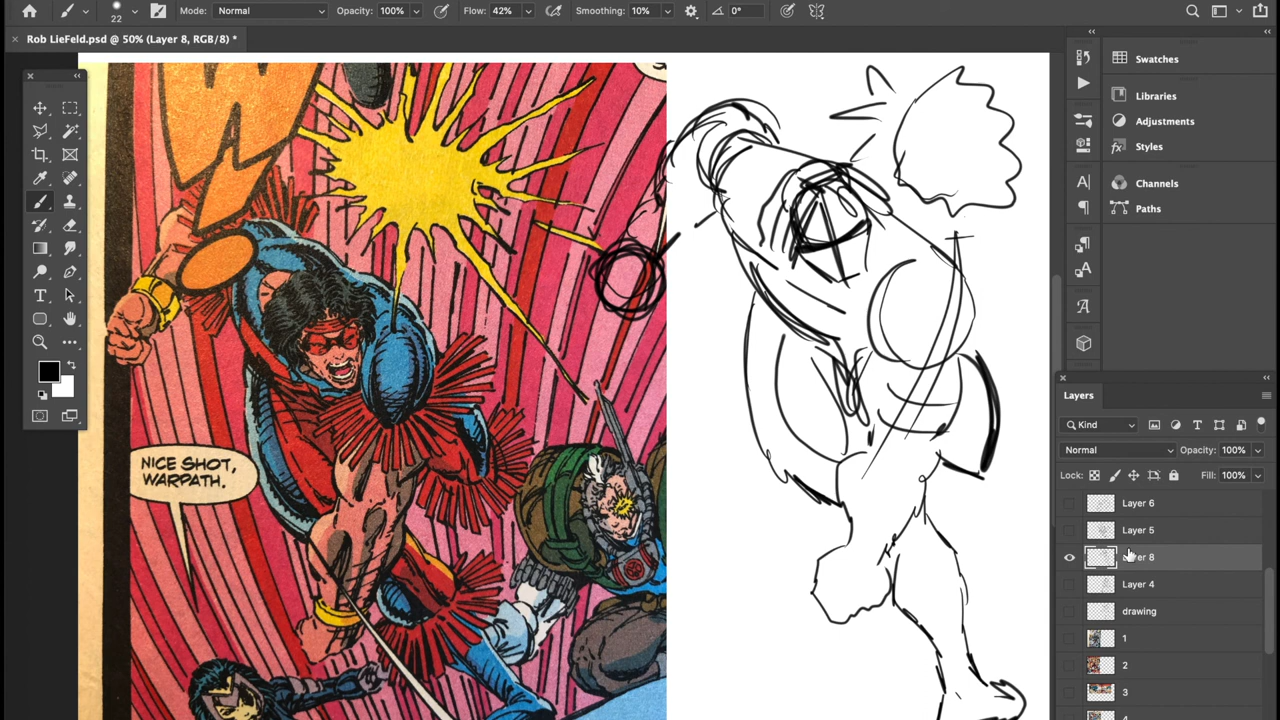 22
Mode: Normal
Opacity: 100%
Flow: 42%
Smoothing: 10%
0°
Rob LieFeld.psd @ 50% (Layer 8, RGB/8) *
W
NICE SHOT,
WARPATH.
Swatches
Libraries
Adjustments
Styles
Channels
Paths
Layers
Kind
Normal
Opacity: 100%
Lock:
Fill: 100%
Layer 6
Layer 5
Layer 8
Layer 4
drawing
1
2
3